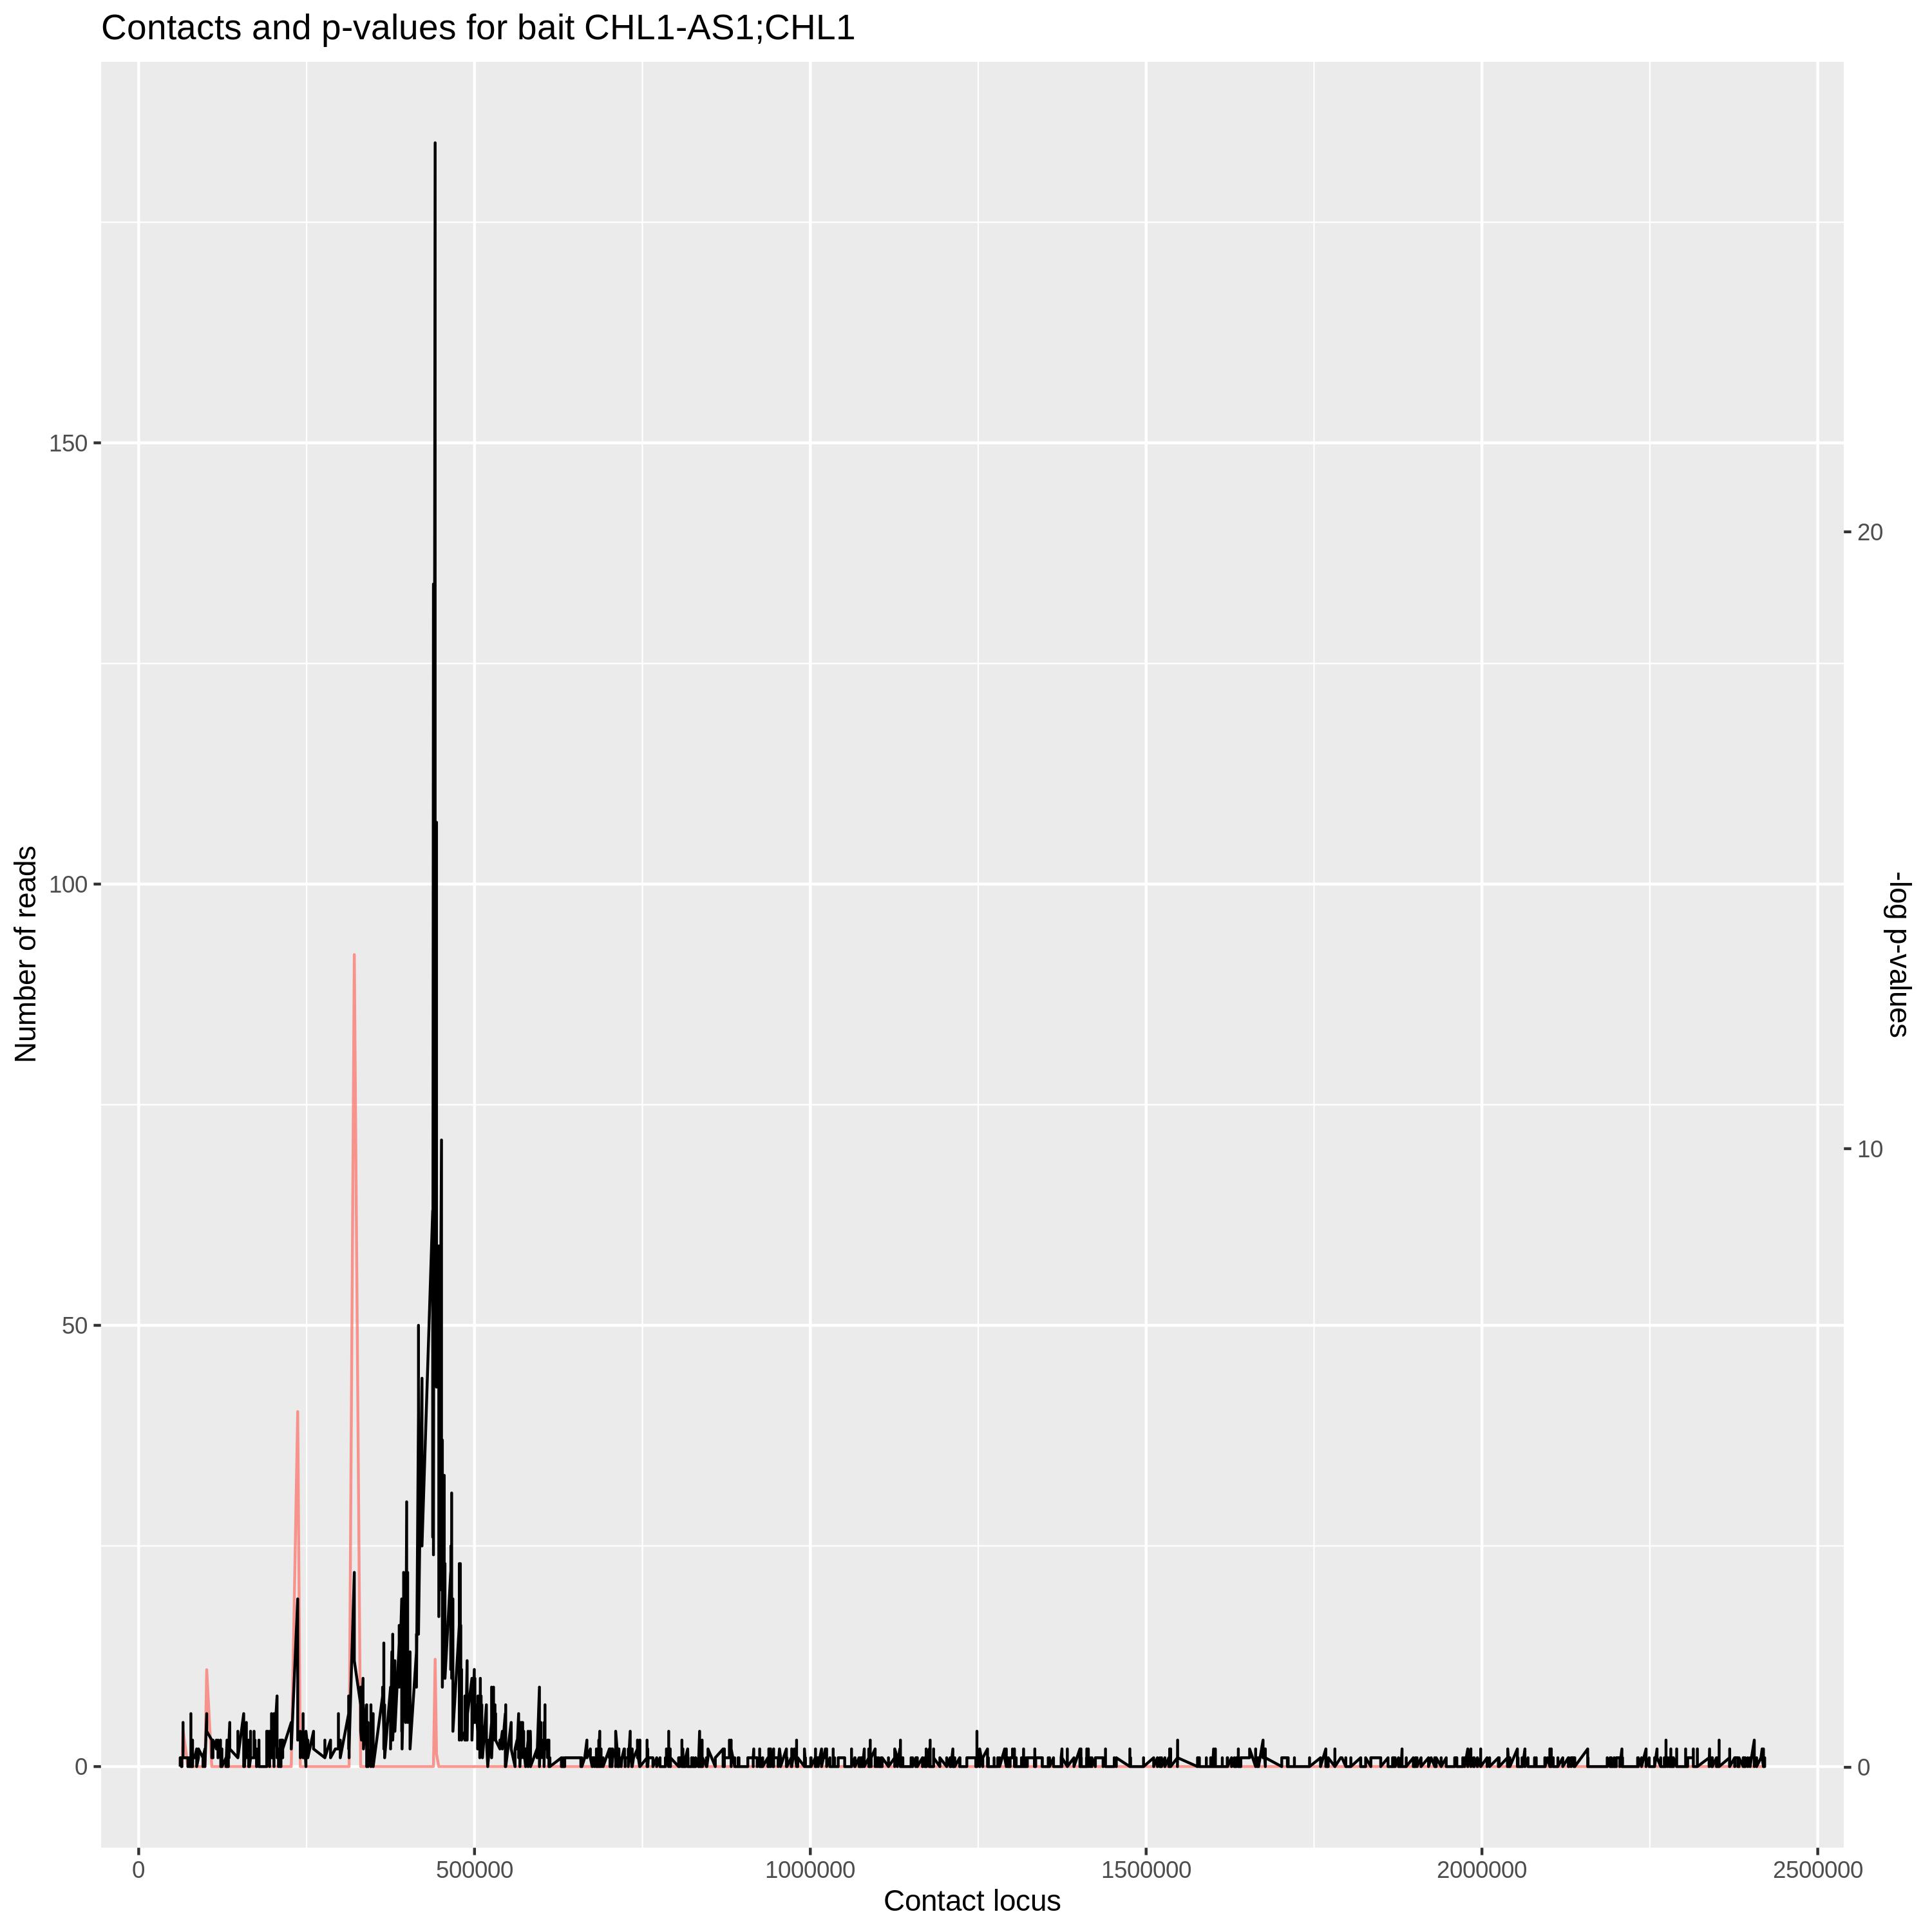 Contacts and p-values for bait CHL1-AS1;CHL1
Number of reads
150
100
50
0
20
10
0
-log p-values
0 500000 1000000 1500000 2000000 2500000
Contact locus